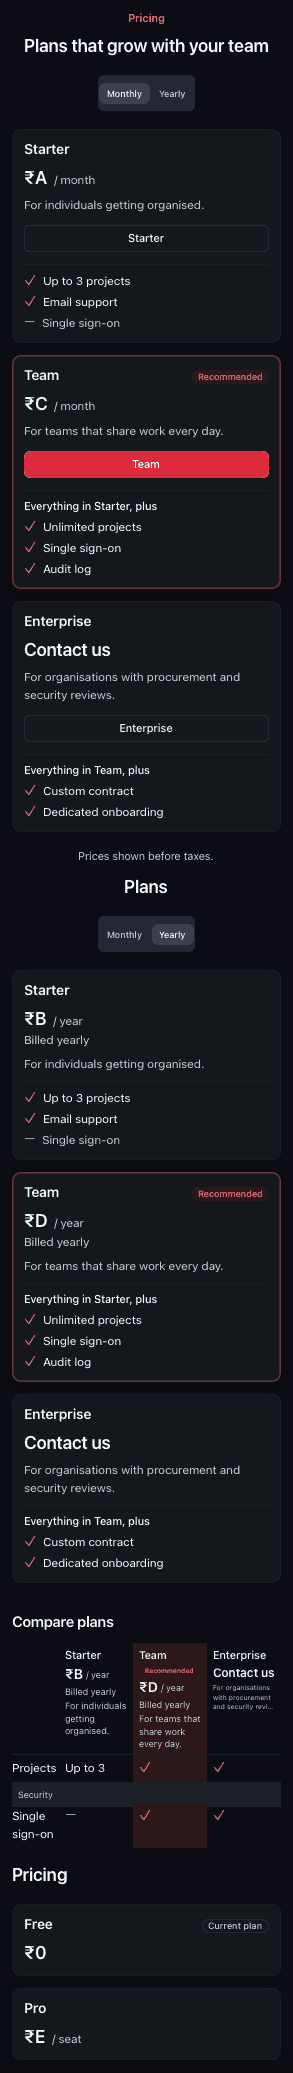 Pricing
Plans that grow with your team
Monthly Yearly
Starter
₹A / month
For individuals getting organised.
Starter
Up to 3 projects
Email support
Single sign-on
Team Recommended
₹C / month
For teams that share work every day.
Team
Everything in Starter, plus
Unlimited projects
Single sign-on
Audit log
Enterprise
Contact us
For organisations with procurement and
security reviews.
Enterprise
Everything in Team, plus
Custom contract
Dedicated onboarding
Prices shown before taxes.
Plans
Monthly Yearly
Starter
₹B / year
Billed yearly
For individuals getting organised.
Up to 3 projects
Email support
Single sign-on
Team Recommended
₹D / year
Billed yearly
For teams that share work every day.
Everything in Starter, plus
Unlimited projects
Single sign-on
Audit log
Enterprise
Contact us
For organisations with procurement and
security reviews.
Everything in Team, plus
Custom contract
Dedicated onboarding
Compare plans
Starter
₹B / year
Billed yearly
For individuals
getting
organised.
Team
Recommended
₹D / year
Billed yearly
For teams that
share work
every day.
Enterprise
Contact us
For organisations
with procurement
and security revi...
Projects Up to 3
Security
Single
sign-on
Pricing
Free Current plan
₹0
Pro
₹E / seat